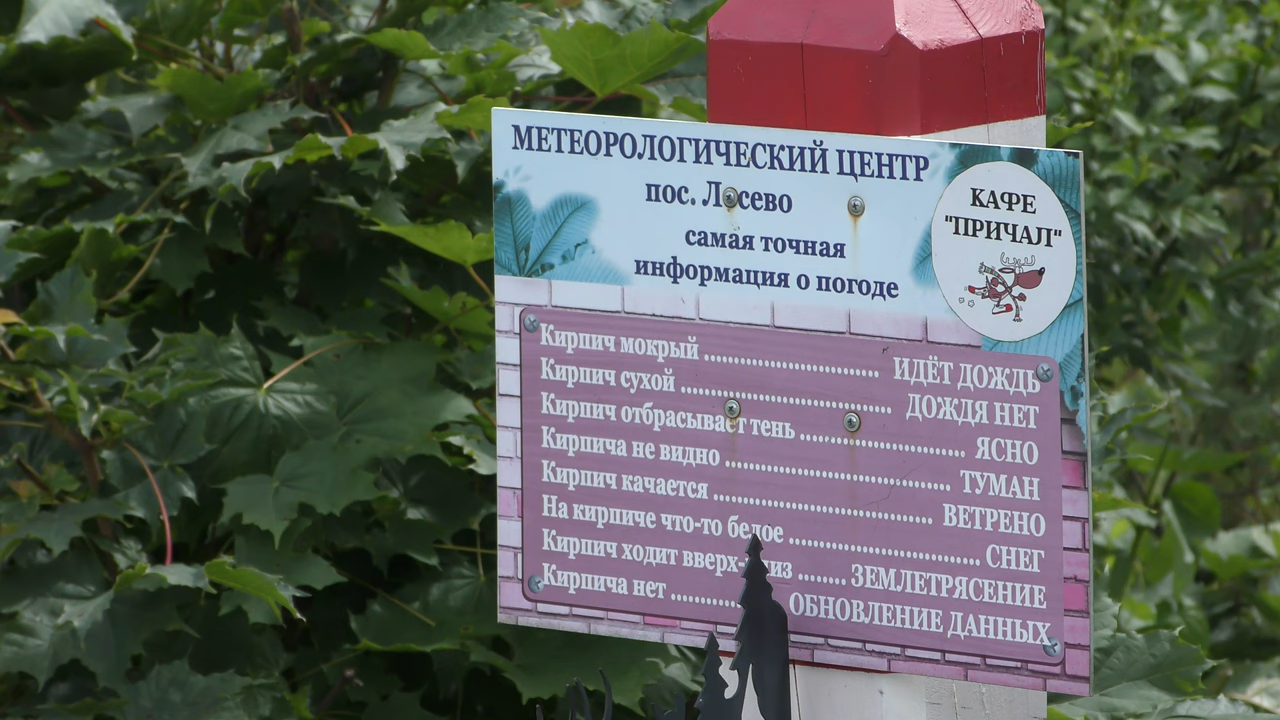 МЕТЕОРОЛОГИЧЕСКИЙ ЦЕНТР
пос. Лосево
самая точная
информация о погоде
КАФЕ
"ПРИЧАЛ"
Кирпич мокрый .......................... ИДЁТ ДОЖДЬ
Кирпич сухой ............................... ДОЖДЯ НЕТ
Кирпич отбрасывает тень ........................ ЯСНО
Кирпича не видно ................................. ТУМАН
Кирпич качается ................................ ВЕТРЕНО
На кирпиче что-то белое ............................ СНЕГ
Кирпич ходит вверх-вниз ...... ЗЕМЛЕТРЯСЕНИЕ
Кирпича нет .......... ОБНОВЛЕНИЕ ДАННЫХ